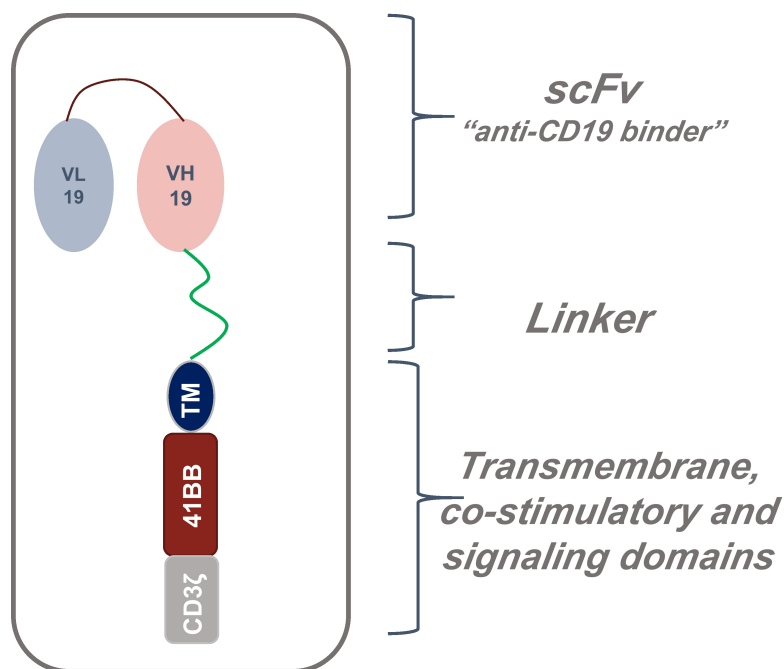 scFv
“anti-CD19 binder”
VL
19
VH
19
Linker
TM
41BB
CD3ζ
Transmembrane,
co-stimulatory and
signaling domains